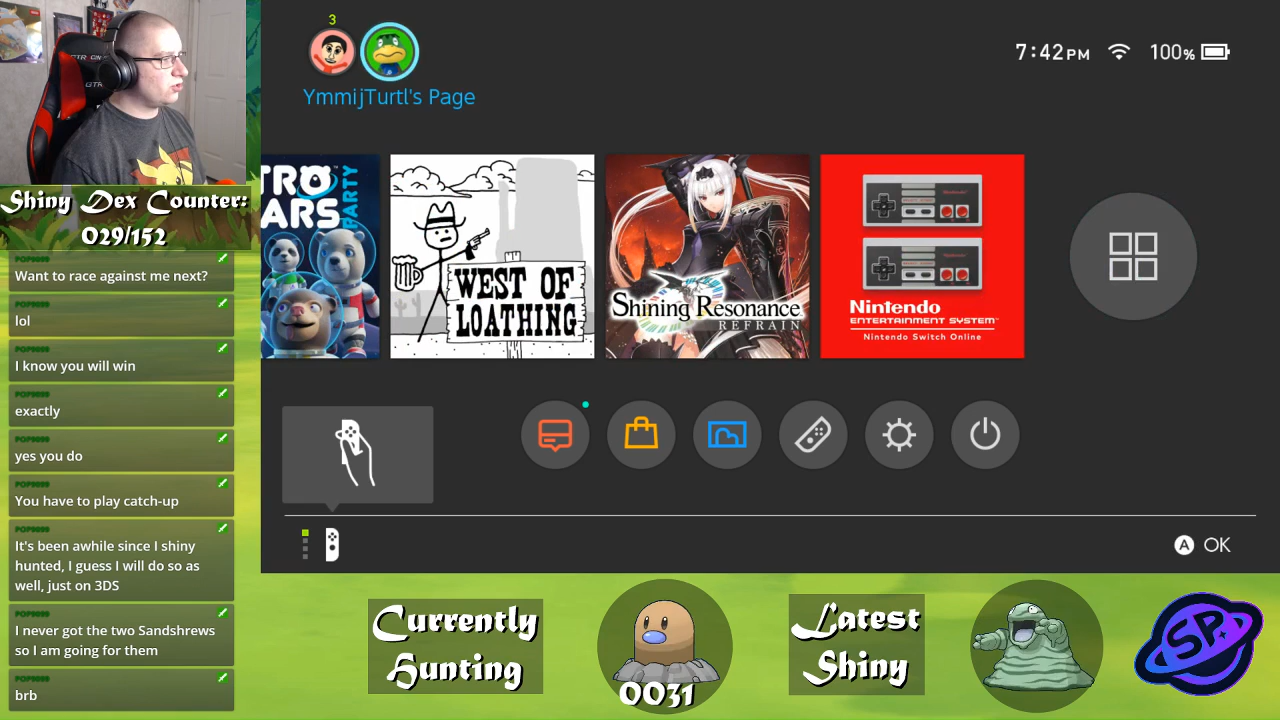 3
YmmijTurtl's Page
7:42PM
100%
Shiny Dex Counter:
029/152
Want to race against me next?
lol
I know you will win
exactly
yes you do
You have to play catch-up
It's been awhile since I shiny
hunted, I guess I will do so as
well, just on 3DS
I never got the two Sandshrews
so I am going for them
brb
PARTY
WEST OF
LOATHING
Shining Resonance
REFRAIN
Nintendo
ENTERTAINMENT SYSTEM™
Nintendo Switch Online
A OK
Currently
Hunting
0031
Latest
Shiny
SP